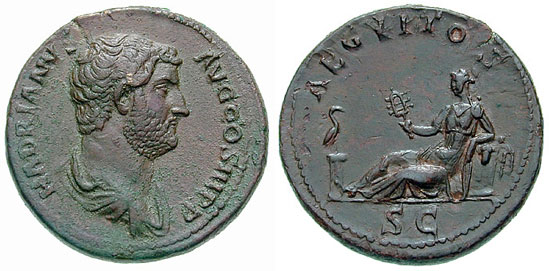 HADRIANVS
AVG COS III P P
AEGYPTOS
S C